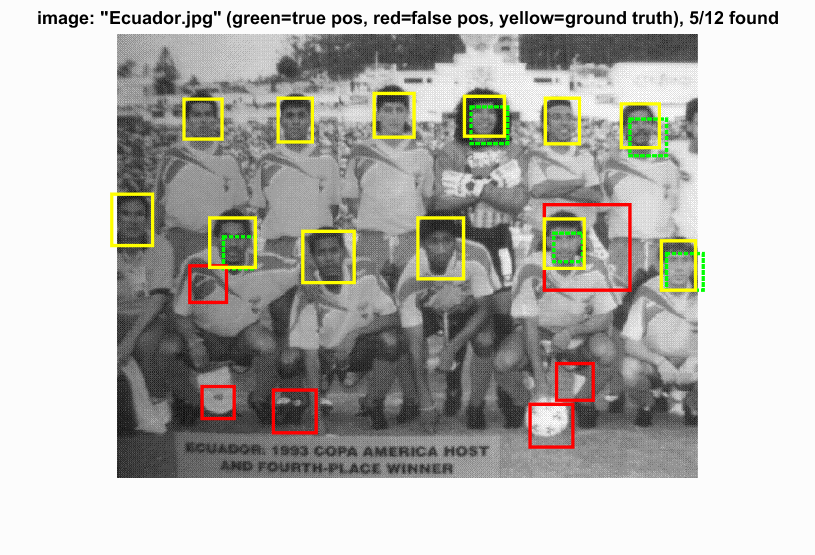 image: "Ecuador.jpg" (green=true pos, red=false pos, yellow=ground truth), 5/12 found
ECUADOR: 1993 COPA AMERICA HOST
AND FOURTH-PLACE WINNER